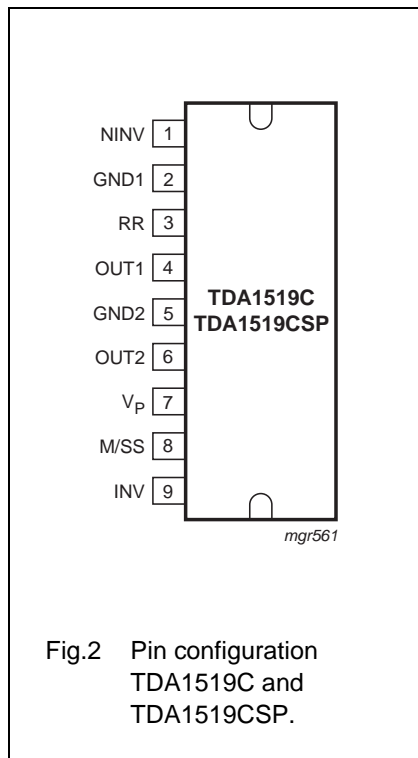 NINV 1
GND1 2
RR 3
OUT1 4
GND2 5
OUT2 6
VP 7
M/SS 8
INV 9
TDA1519C
TDA1519CSP
mgr561
Fig.2 Pin configuration
TDA1519C and
TDA1519CSP.